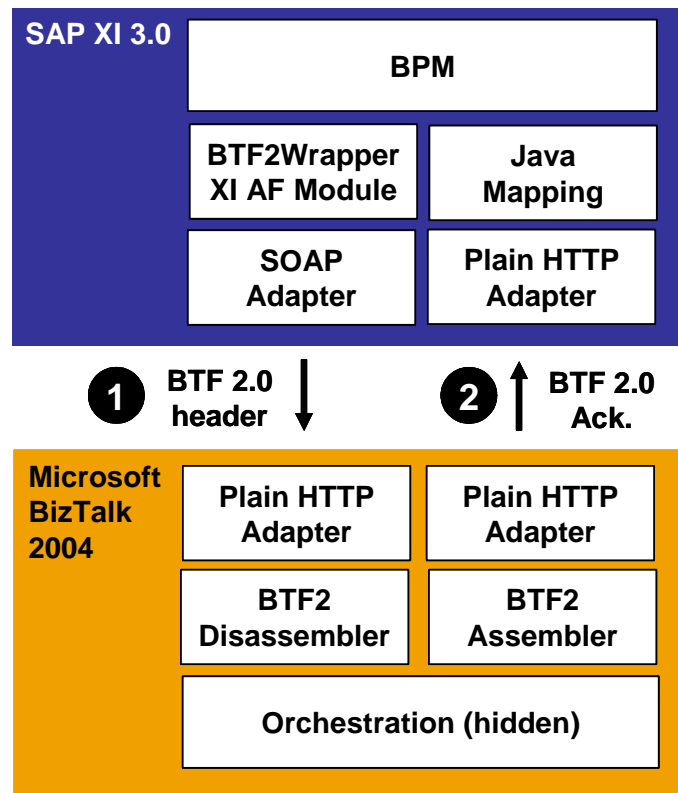 SAP XI 3.0
BPM
BTF2Wrapper
XI AF Module
Java
Mapping
SOAP
Adapter
Plain HTTP
Adapter
1
BTF 2.0
header
2
BTF 2.0
Ack.
Microsoft
BizTalk
2004
Plain HTTP
Adapter
Plain HTTP
Adapter
BTF2
Disassembler
BTF2
Assembler
Orchestration (hidden)